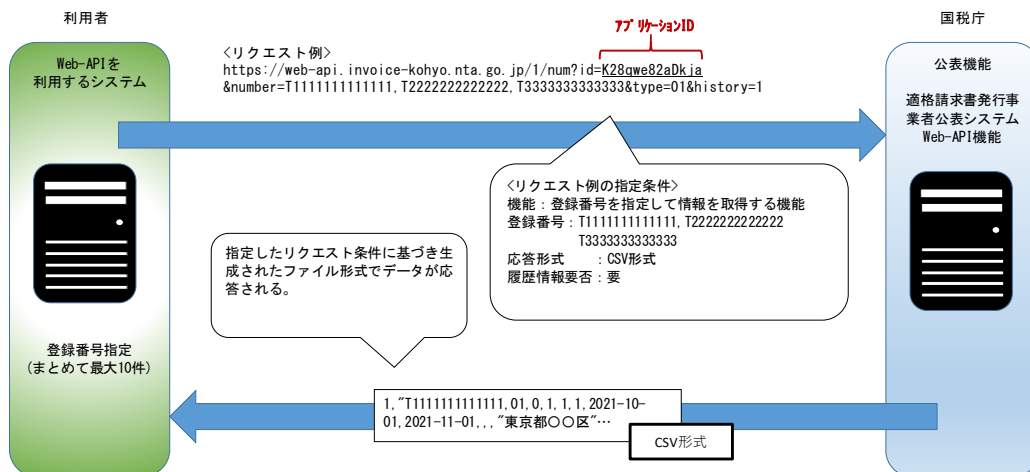 利用者
国税庁
アプリケーションID
Web-APIを
利用するシステム
<リクエスト例>
https://web-api.invoice-kohyo.nta.go.jp/1/num?id=K28qwe82aDkja
&number=T1111111111111,T2222222222222,T3333333333333&type=01&history=1
公表機能
適格請求書発行事
業者公表システム
Web-API機能
<リクエスト例の指定条件>
機能：登録番号を指定して情報を取得する機能
登録番号：T1111111111111,T2222222222222
T3333333333333
応答形式　　：CSV形式
履歴情報要否：要
指定したリクエスト条件に基づき生
成されたファイル形式でデータが応
答される。
登録番号指定
(まとめて最大10件)
1,"T1111111111111,01,0,1,1,1,2021-10-
01,2021-11-01,,,"東京都〇〇区"…
CSV形式